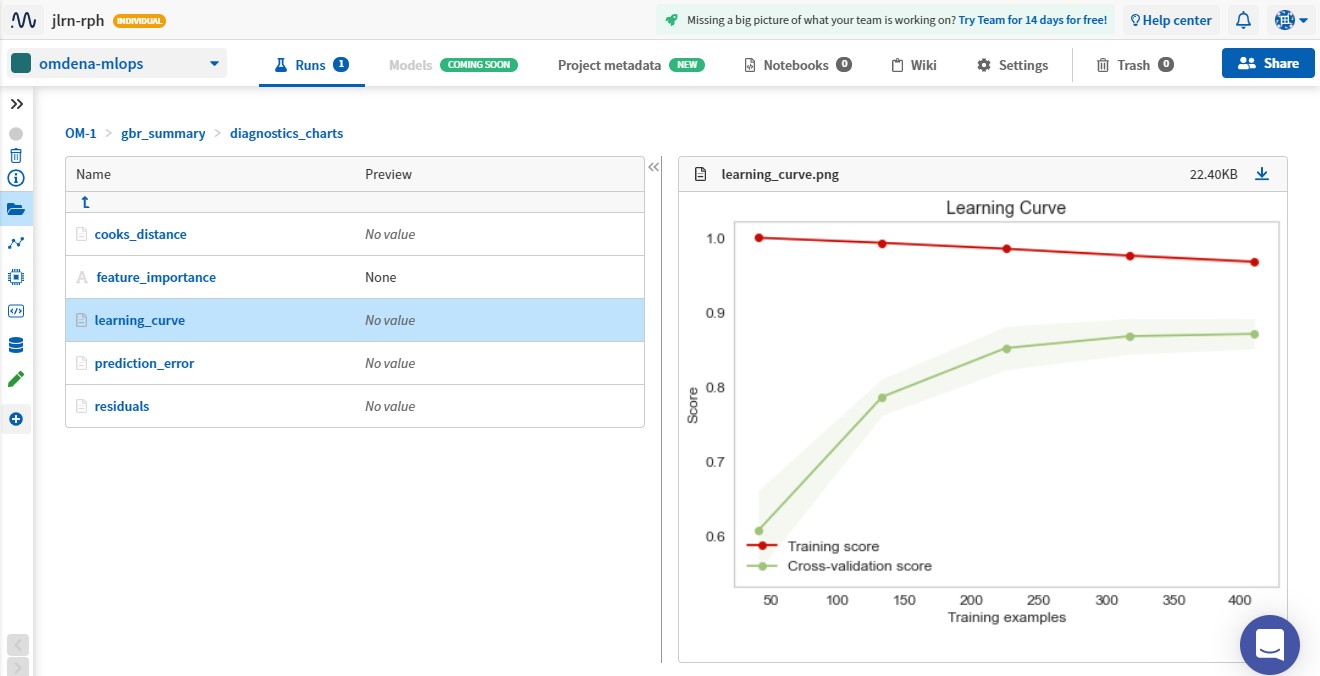 jlrn-rph INDIVIDUAL Missing a big picture of what your team is working on? Try Team for 14 days for free! Help center
omdena-mlops Runs 1 Models COMING SOON Project metadata NEW Notebooks 0 Wiki Settings Trash 0 Share
OM-1 > gbr_summary > diagnostics_charts
Name Preview
cooks_distance No value
feature_importance None
learning_curve No value
prediction_error No value
residuals No value
learning_curve.png 22.40KB
Learning Curve
1.0
0.9
0.8
0.7
0.6
Score
Training score
Cross-validation score
50 100 150 200 250 300 350 400
Training examples